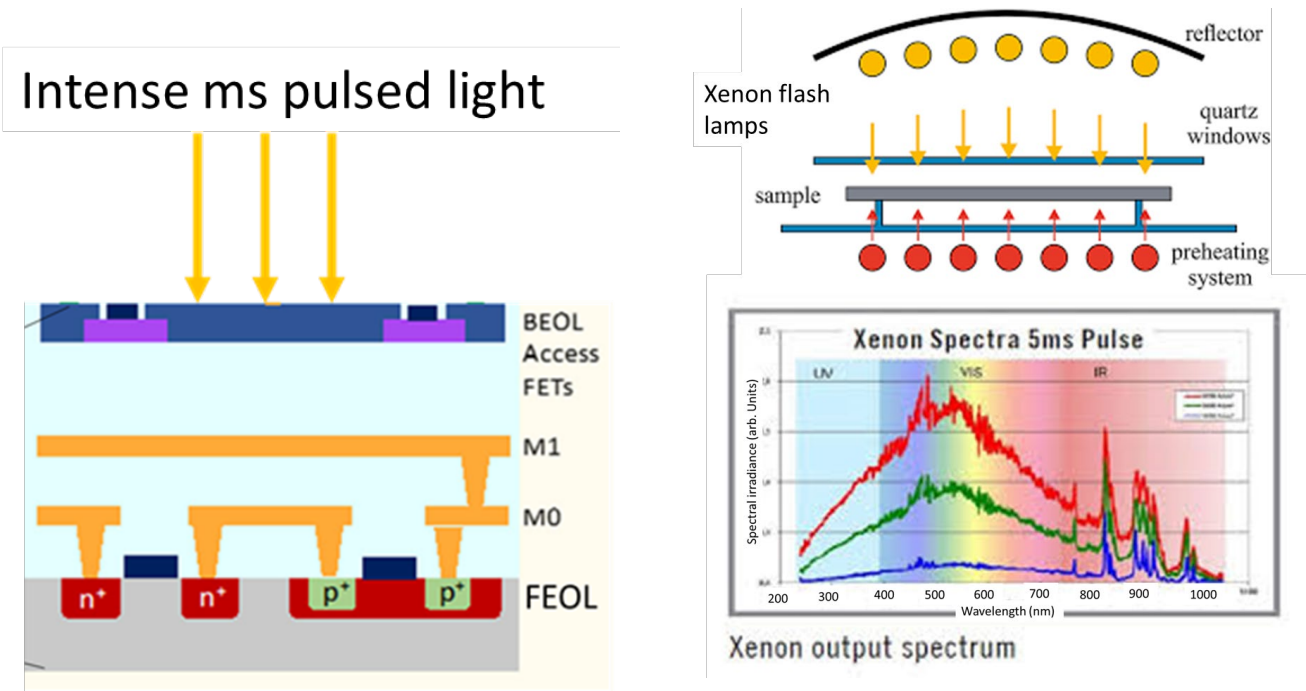 Intense ms pulsed light
BEOL
Access
FETs
M1
M0
n⁺
n⁺
p⁺
p⁺
FEOL
reflector
Xenon flash
lamps
quartz
windows
sample
preheating
system
Xenon Spectra 5ms Pulse
UV
VIS
IR
Spectral irradiance (arb. Units)
200 300 400 500 600 700 800 900 1000
Wavelength (nm)
Xenon output spectrum